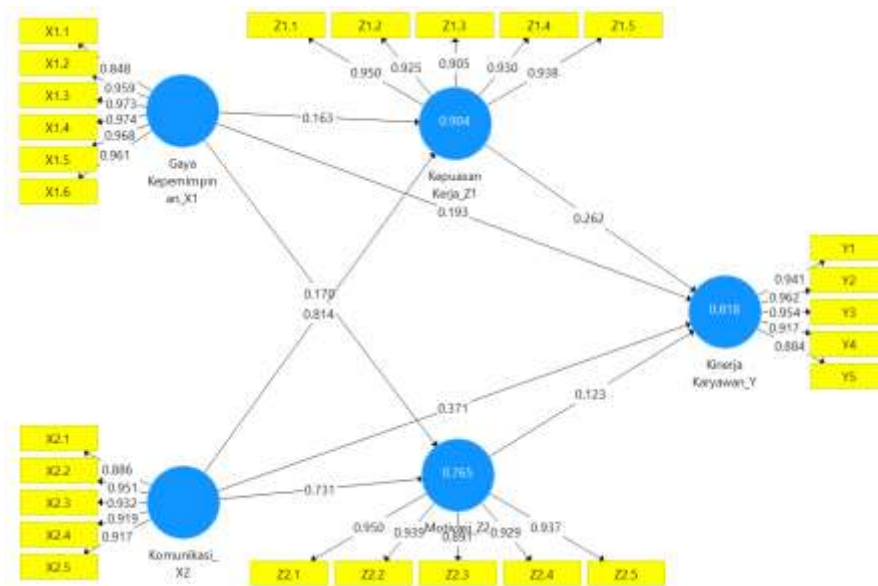 Z1.1
Z1.2
Z1.3
Z1.4
Z1.5
X1.1
X1.2
X1.3
X1.4
X1.5
X1.6
0.848
0.959
0.973
0.974
0.968
0.961
0.950
0.925
0.905
0.930
0.938
Gaya
Kepemimpin
an_X1
0.163
0.904
Kepuasan
Kerja_Z1
0.193
0.262
0.170
0.814
Y1
Y2
Y3
Y4
Y5
0.941
0.962
0.954
0.917
0.884
0.818
Kinerja
Karyawan_Y
0.371
0.123
X2.1
X2.2
X2.3
X2.4
X2.5
0.886
0.951
0.932
0.919
0.917
Komunikasi_
X2
0.731
0.765
Motivasi_Z2
0.950
0.939
0.891
0.929
0.937
Z2.1
Z2.2
Z2.3
Z2.4
Z2.5